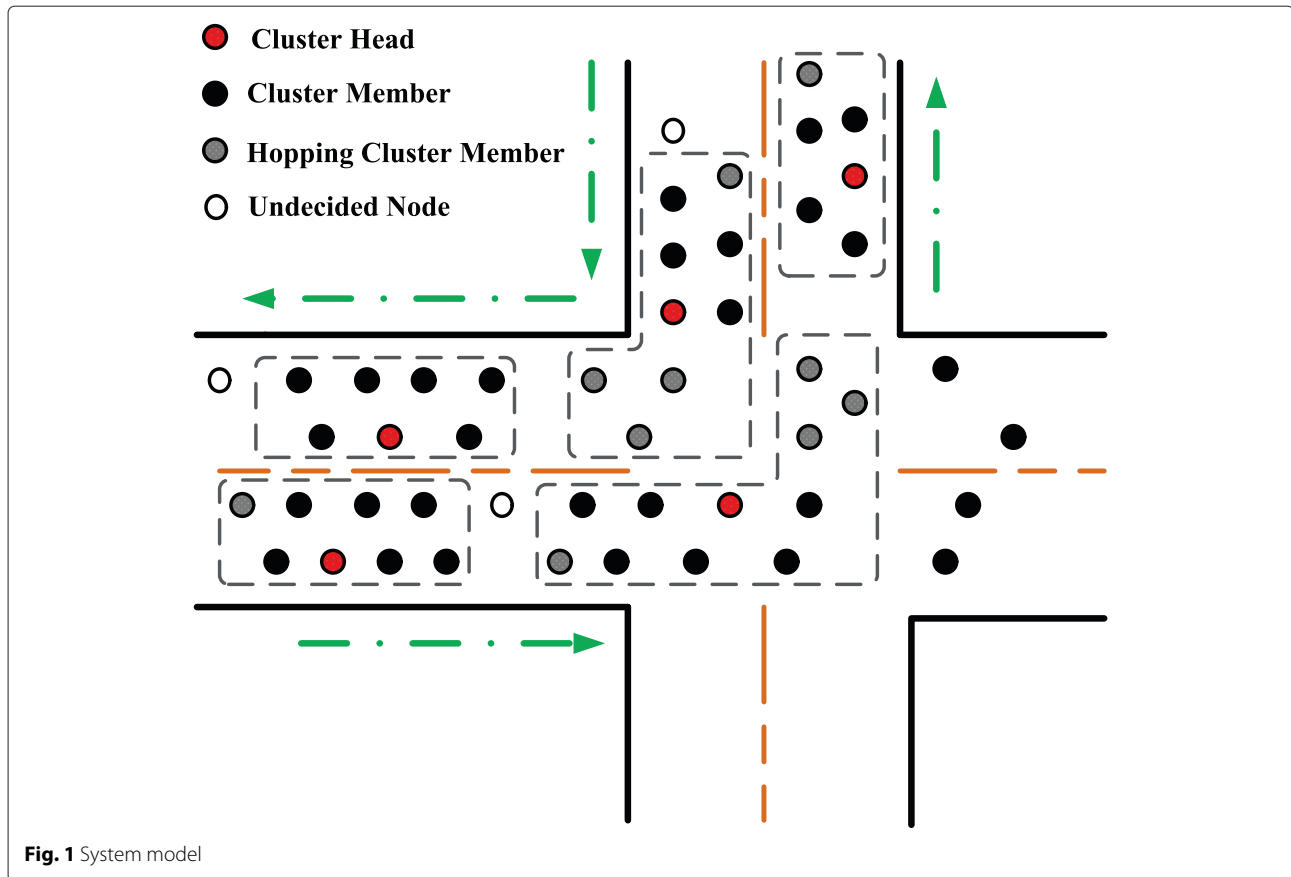 Cluster Head
Cluster Member
Hopping Cluster Member
Undecided Node
Fig. 1 System model